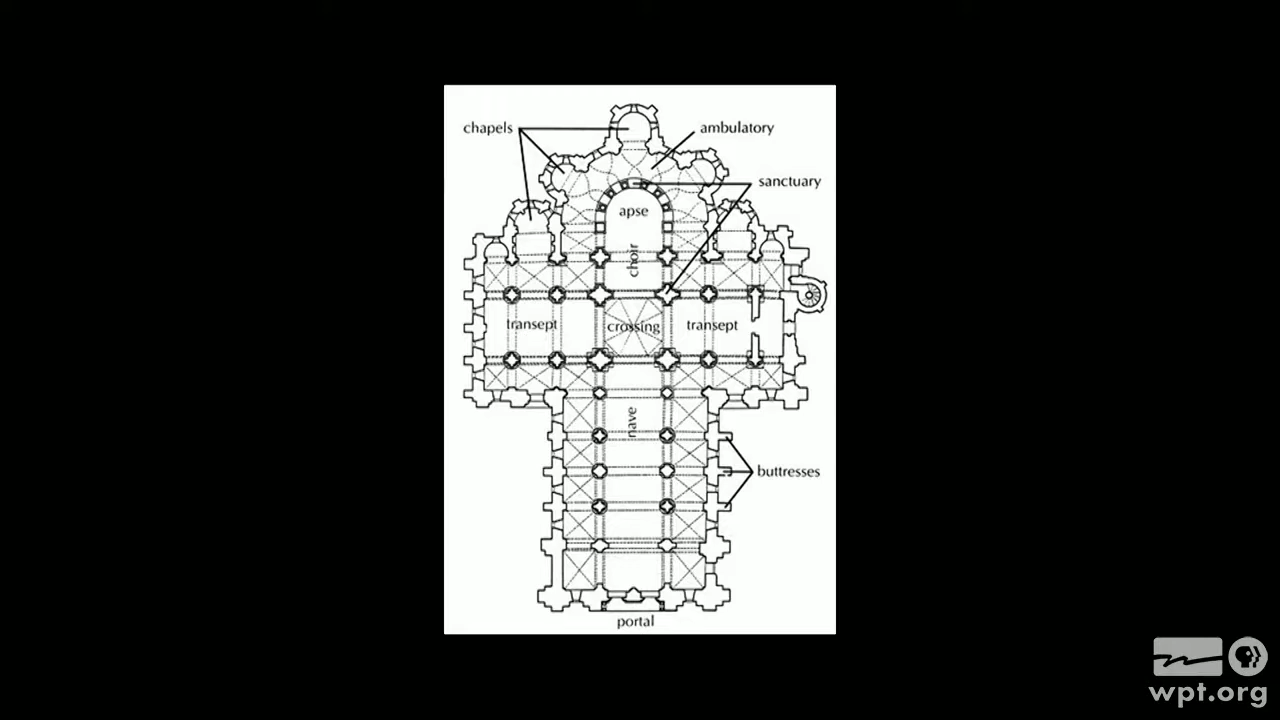 chapels
ambulatory
sanctuary
apse
choir
transept
crossing
transept
nave
buttresses
portal
wpt.org